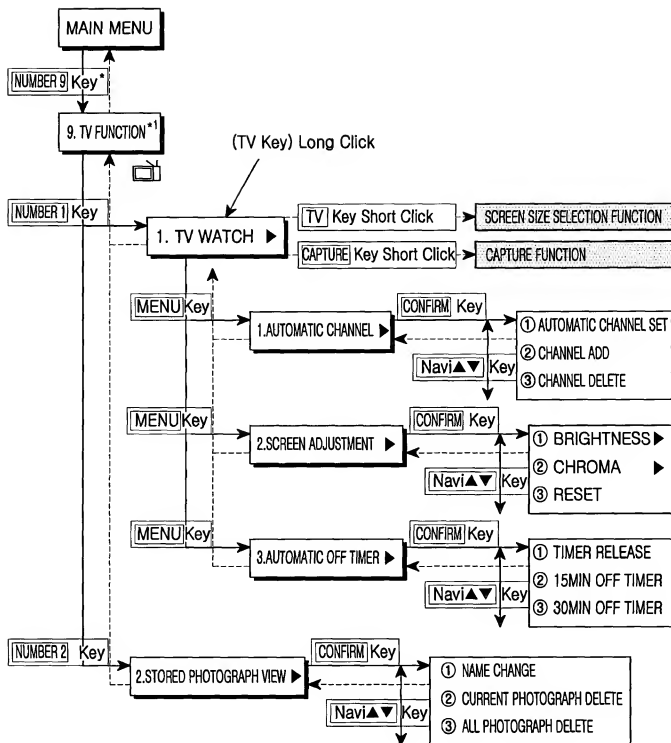 MAIN MENU
NUMBER 9 Key*
9. TV FUNCTION*1
(TV Key) Long Click
NUMBER 1 Key
1. TV WATCH ▶
TV Key Short Click
SCREEN SIZE SELECTION FUNCTION
CAPTURE Key Short Click
CAPTURE FUNCTION
MENU Key
1.AUTOMATIC CHANNEL ▶
CONFIRM Key
Navi▲▼ Key
① AUTOMATIC CHANNEL SET
② CHANNEL ADD
③ CHANNEL DELETE
MENU Key
2.SCREEN ADJUSTMENT ▶
CONFIRM Key
Navi▲▼ Key
① BRIGHTNESS▶
② CHROMA ▶
③ RESET
MENU Key
3.AUTOMATIC OFF TIMER ▶
CONFIRM Key
Navi▲▼ Key
① TIMER RELEASE
② 15MIN OFF TIMER
③ 30MIN OFF TIMER
NUMBER 2 Key
2.STORED PHOTOGRAPH VIEW ▶
CONFIRM Key
Navi▲▼ Key
① NAME CHANGE
② CURRENT PHOTOGRAPH DELETE
③ ALL PHOTOGRAPH DELETE